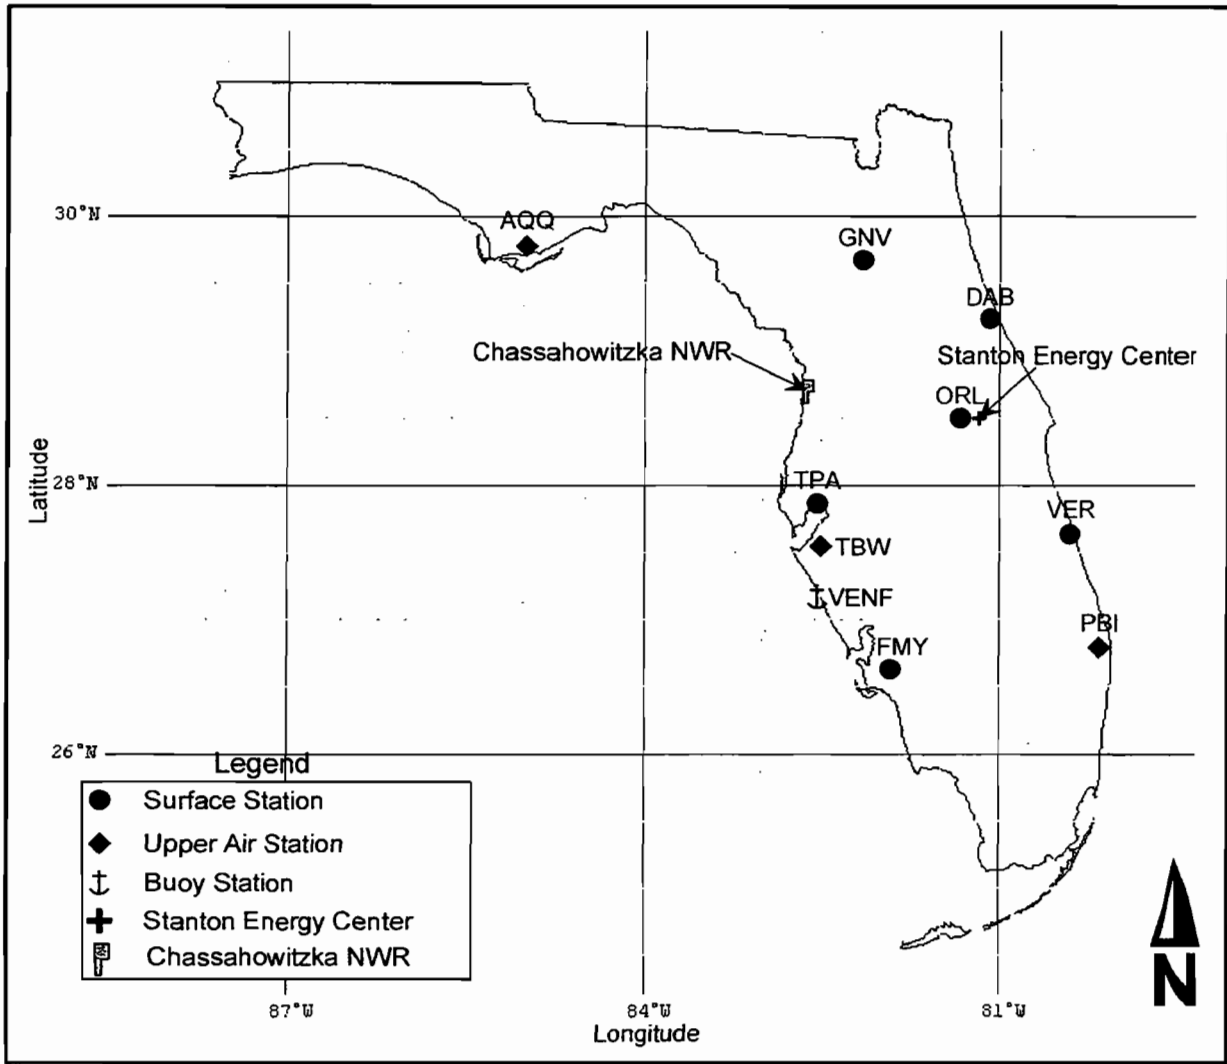 30°N
AQQ
GNV
DAB
Chassahowitzka NWR
Stanton Energy Center
ORL
Latitude
28°N
TPA
VER
TBW
VENF
PBI
FMY
26°N
Legend
Surface Station
Upper Air Station
Buoy Station
Stanton Energy Center
Chassahowitzka NWR
N
87°W
84°W
81°W
Longitude